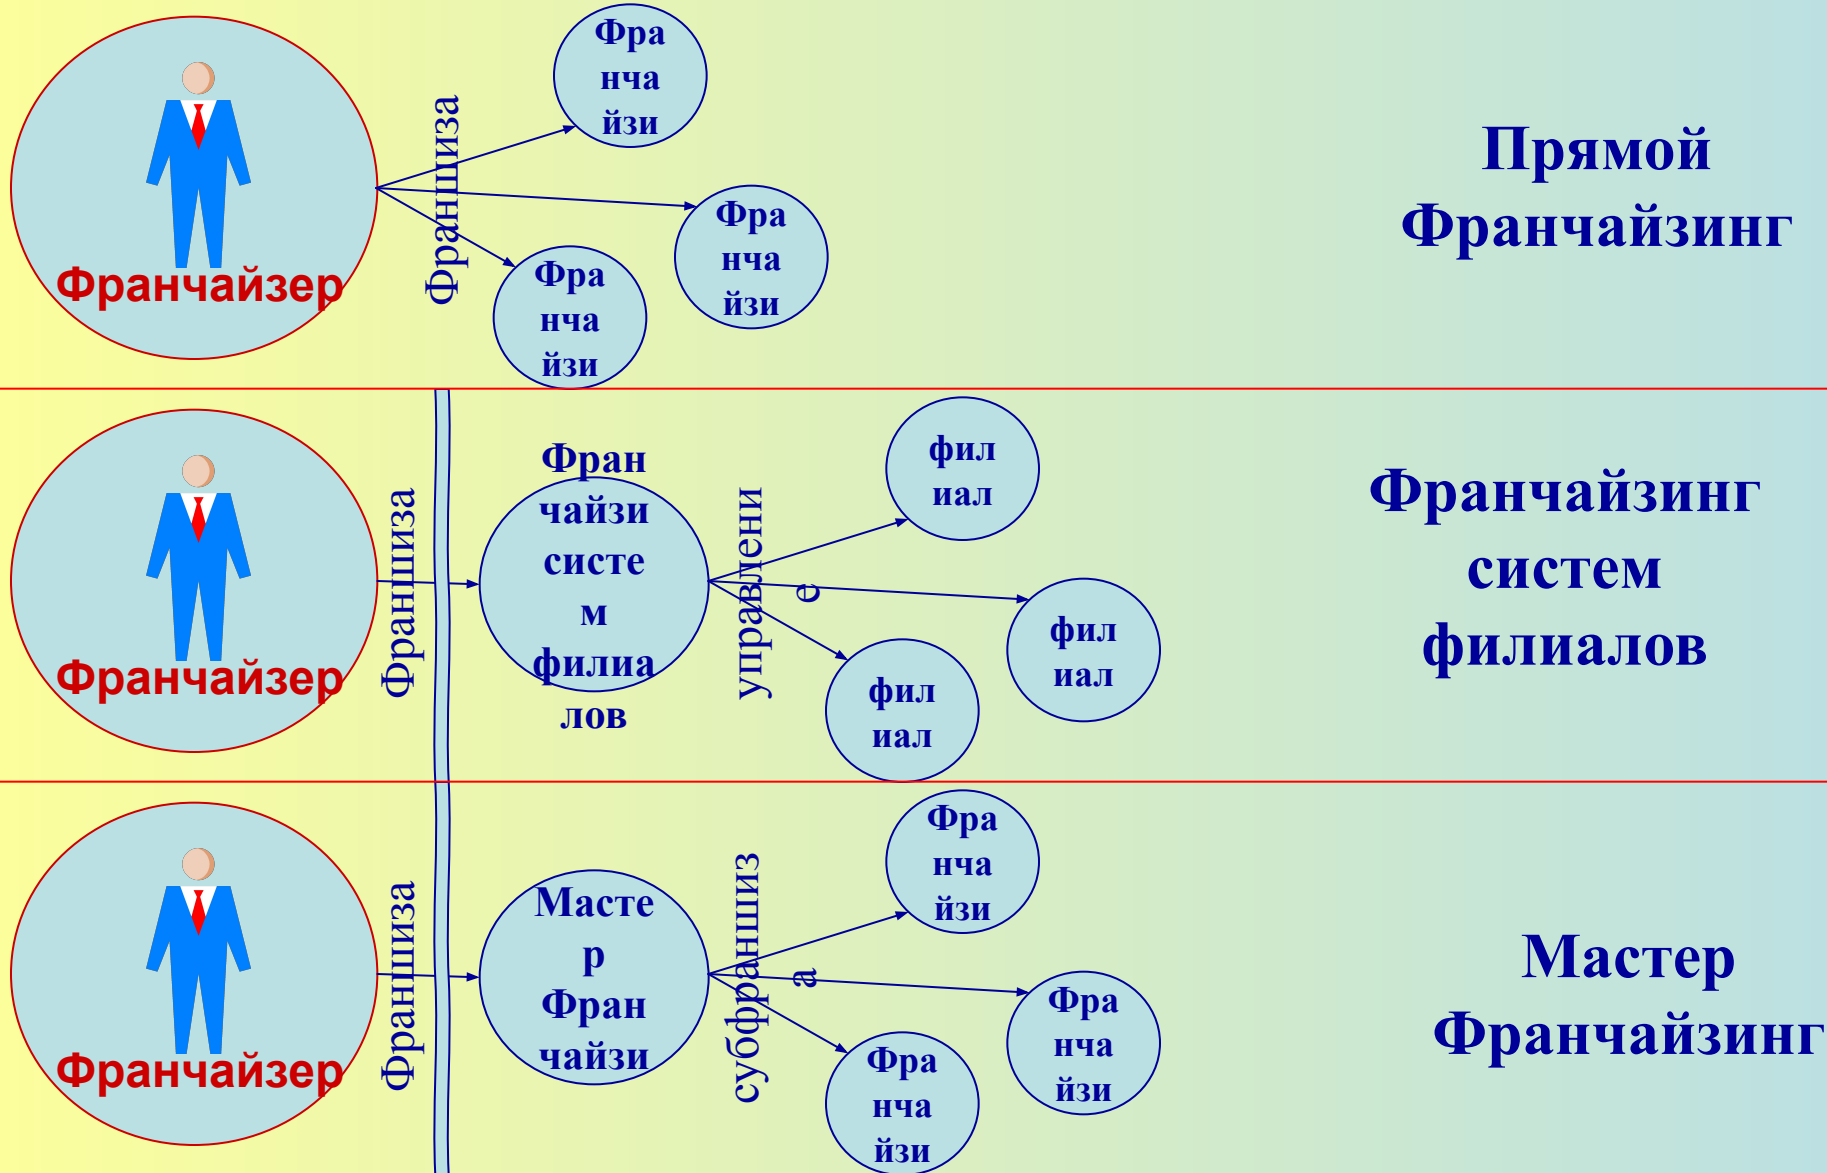 Фра
нча
йзи
Франшиза
Фра
нча
йзи
Фра
нча
йзи
Франчайзер
Прямой
Франчайзинг
Франчайзер
Франшиза
Фран
чайзи
систе
м
филиа
лов
управлени
е
фил
иал
фил
иал
фил
иал
Франчайзинг
систем
филиалов
Франчайзер
Франшиза
Масте
р
Фран
чайзи
субфраншиз
а
Фра
нча
йзи
Фра
нча
йзи
Фра
нча
йзи
Мастер
Франчайзинг